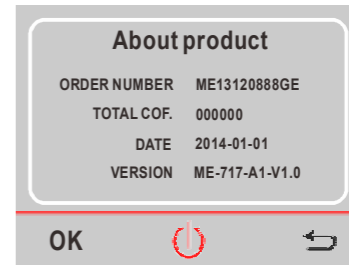 About product
ORDER NUMBER ME13120888GE
TOTAL COF. 000000
DATE 2014-01-01
VERSION ME-717-A1-V1.0
OK